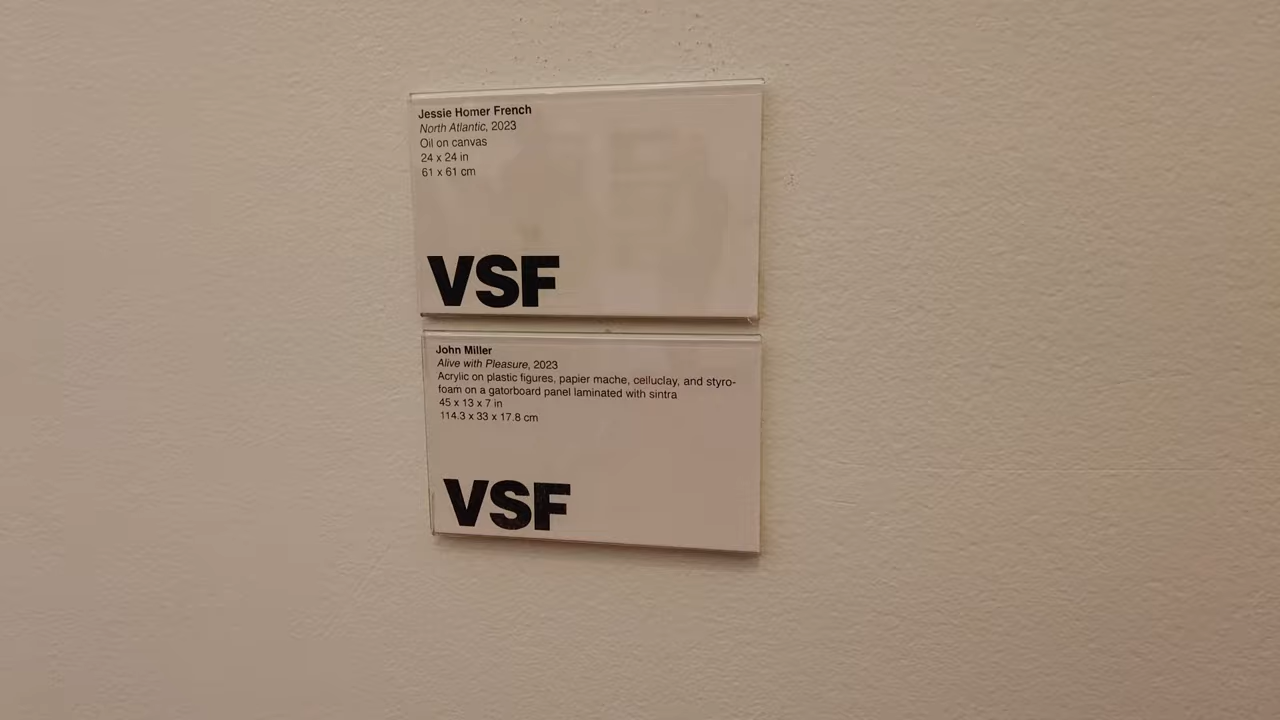 Jessie Homer French
North Atlantic, 2023
Oil on canvas
24 x 24 in
61 x 61 cm
VSF
John Miller
Alive with Pleasure, 2023
Acrylic on plastic figures, papier mache, celluclay, and styro-
foam on a gatorboard panel laminated with sintra
45 x 13 x 7 in
114.3 x 33 x 17.8 cm
VSF